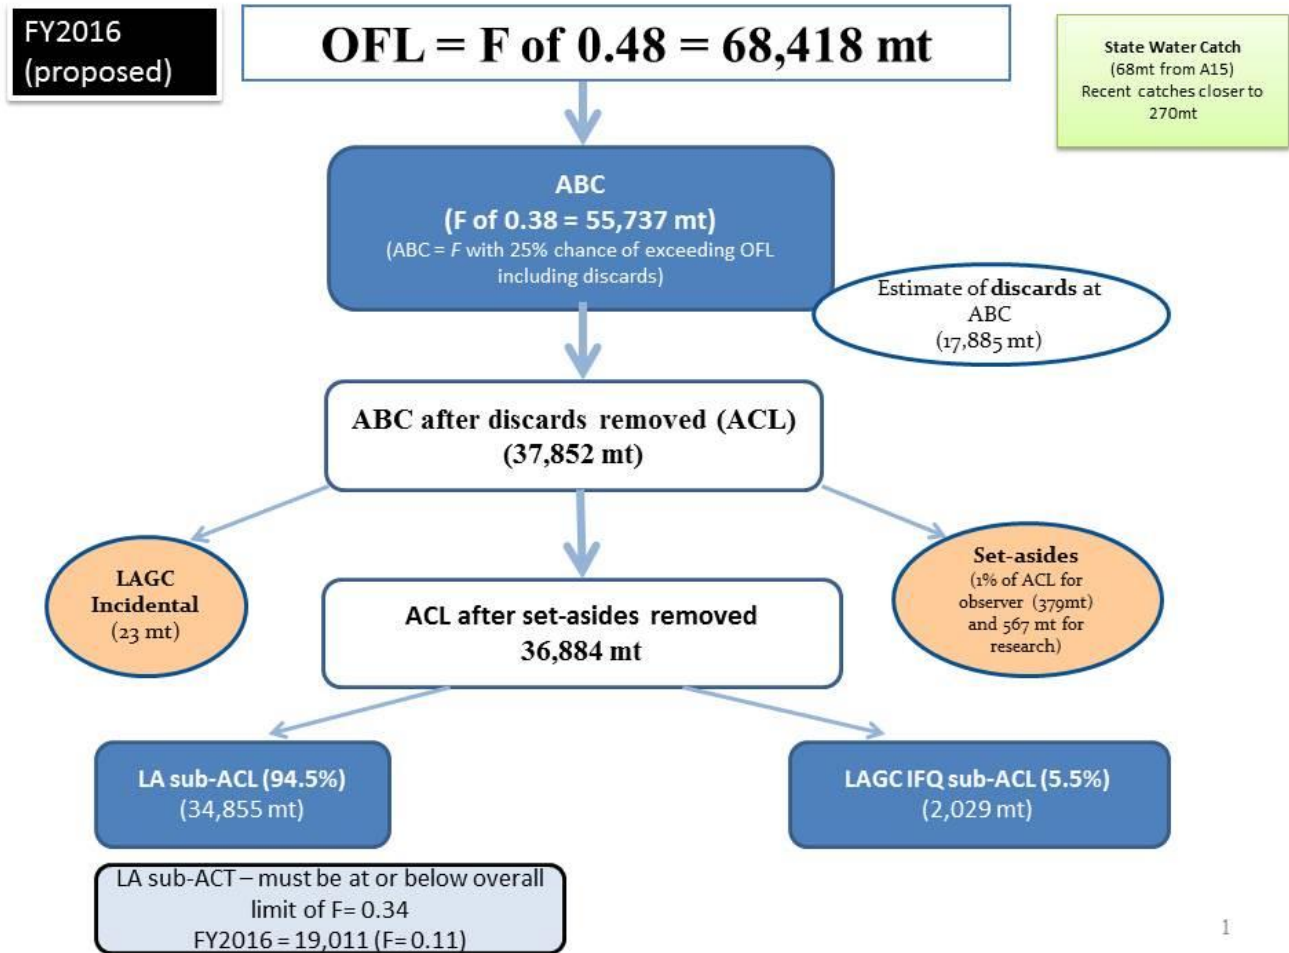 FY2016
(proposed)
OFL = F of 0.48 = 68,418 mt
State Water Catch
(68mt from A15)
Recent catches closer to
270mt
ABC
(F of 0.38 = 55,737 mt)
(ABC = F with 25% chance of exceeding OFL
including discards)
Estimate of discards at
ABC
(17,885 mt)
ABC after discards removed (ACL)
(37,852 mt)
LAGC
Incidental
(23 mt)
Set-asides
(1% of ACL for
observer (379mt)
and 567 mt for
research)
ACL after set-asides removed
36,884 mt
LA sub-ACL (94.5%)
(34,855 mt)
LAGC IFQ sub-ACL (5.5%)
(2,029 mt)
LA sub-ACT – must be at or below overall
limit of F= 0.34
FY2016 = 19,011 (F= 0.11)
1